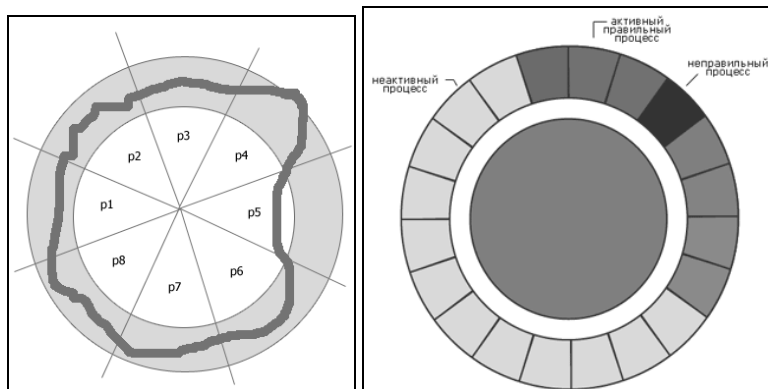 p1
p2
p3
p4
p5
p6
p7
p8
активный
правильный
процесс
неправильный
процесс
неактивный
процесс